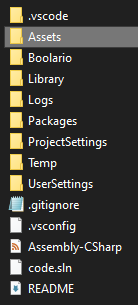 .vscode
Assets
Boolario
Library
Logs
Packages
ProjectSettings
Temp
UserSettings
.gitignore
.vsconfig
Assembly-CSharp
code.sln
README